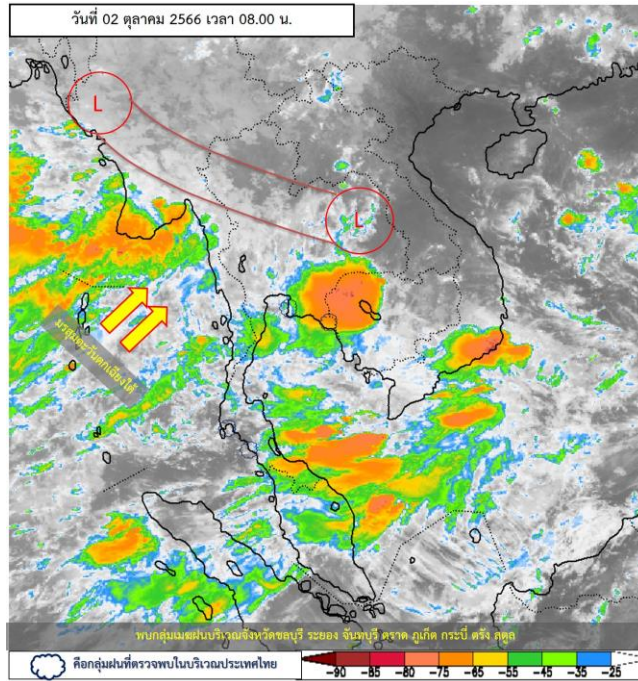 วันที่ 02 ตุลาคม 2566 เวลา 08.00 น.
L
L
มรสุมตะวันตกเฉียงใต้
พบกลุ่มเมฆฝนบริเวณจังหวัดชลบุรี ระยอง จันทบุรี ตราด ภูเก็ต กระบี่ ตรัง สตูล
คือกลุ่มฝนที่ตรวจพบในบริเวณประเทศไทย
-90 -85 -80 -75 -65 -55 -45 -35 -25